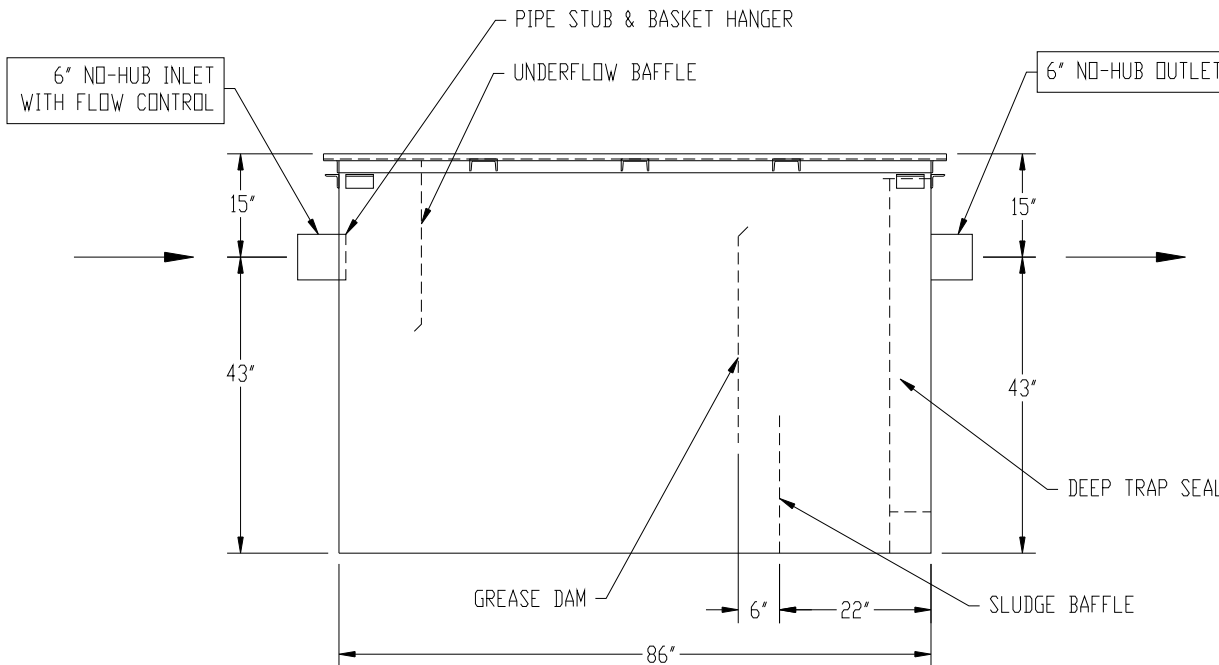 PIPE STUB & BASKET HANGER
6" NO-HUB INLET
WITH FLOW CONTROL
UNDERFLOW BAFFLE
6" NO-HUB OUTLET
15"
15"
43"
43"
DEEP TRAP SEAL
GREASE DAM
6"
22"
SLUDGE BAFFLE
86"